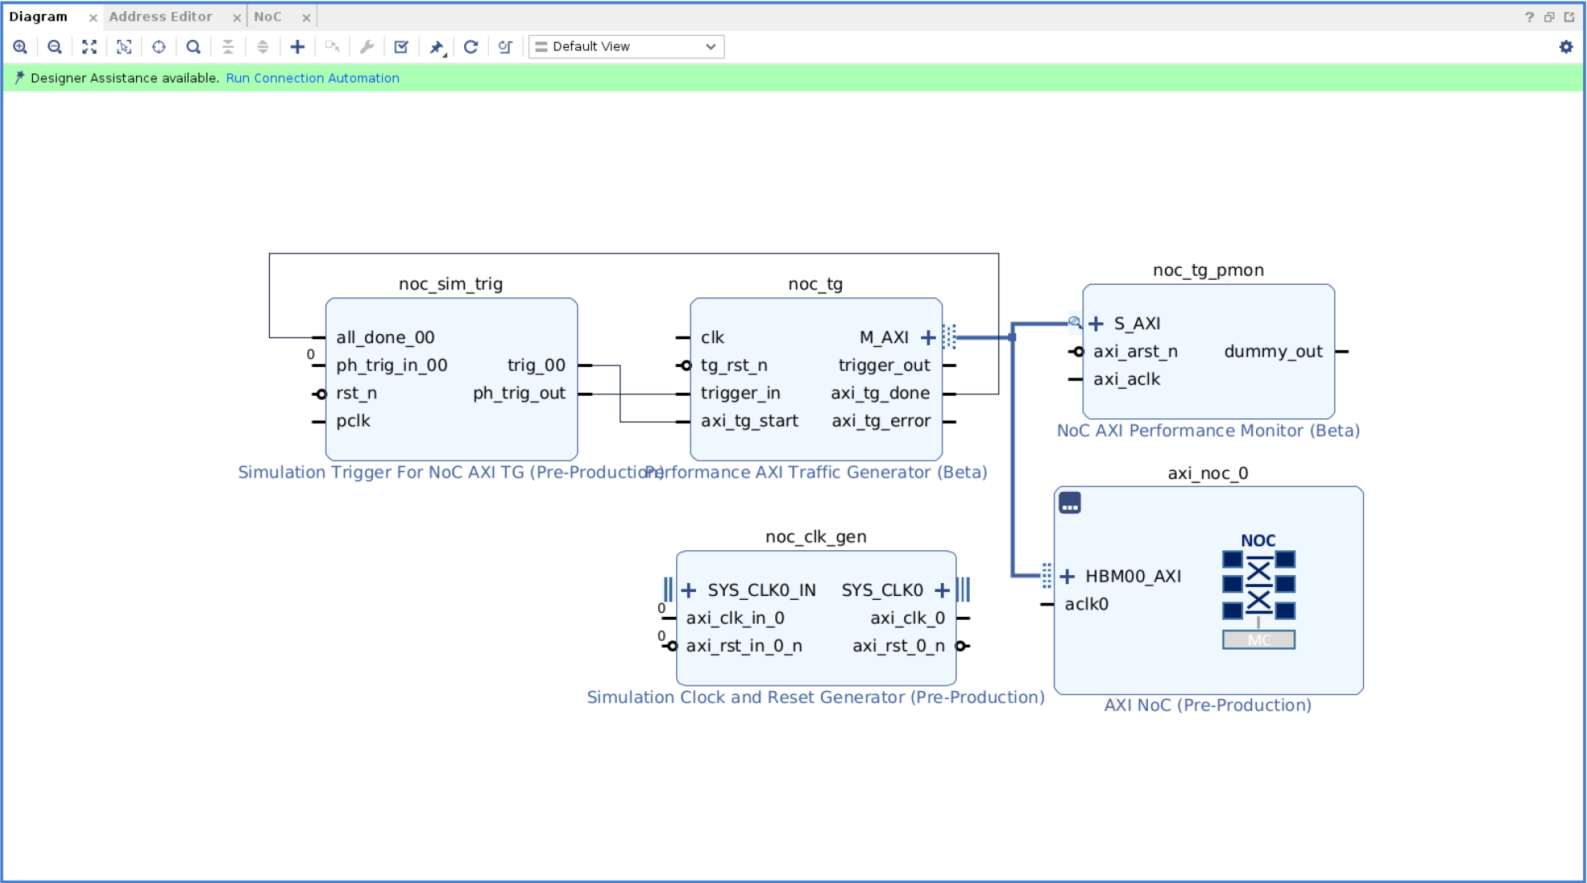 Diagram Address Editor NoC
Default View
Designer Assistance available. Run Connection Automation
noc_sim_trig
all_done_00
0
ph_trig_in_00 trig_00
rst_n ph_trig_out
pclk
Simulation Trigger For NoC AXI TG (Pre-Production)
noc_tg
clk M_AXI
tg_rst_n trigger_out
trigger_in axi_tg_done
axi_tg_start axi_tg_error
Performance AXI Traffic Generator (Beta)
noc_tg_pmon
S_AXI
axi_arst_n dummy_out
axi_aclk
NoC AXI Performance Monitor (Beta)
noc_clk_gen
SYS_CLK0_IN SYS_CLK0
0
axi_clk_in_0 axi_clk_0
0
axi_rst_in_0_n axi_rst_0_n
Simulation Clock and Reset Generator (Pre-Production)
axi_noc_0
NOC
HBM00_AXI
aclk0
MC
AXI NoC (Pre-Production)